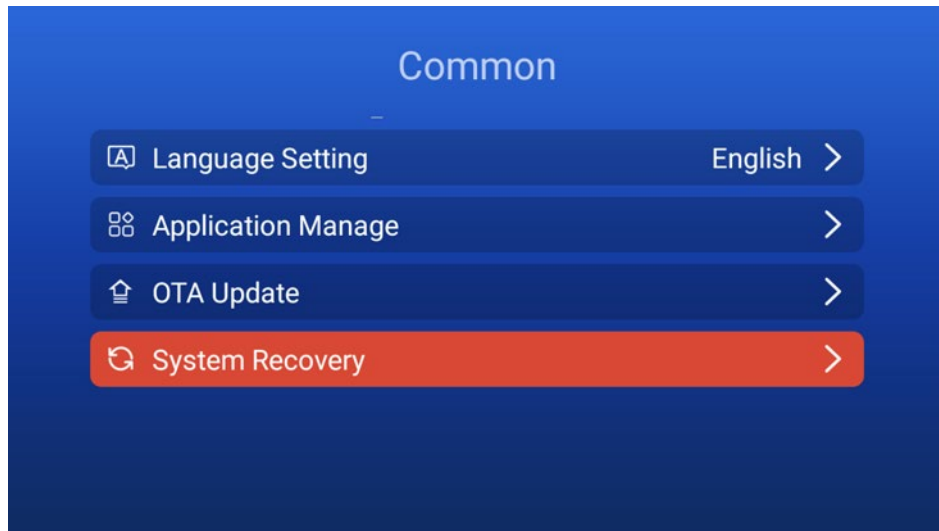 Common
Language Setting English
Application Manage
OTA Update
System Recovery